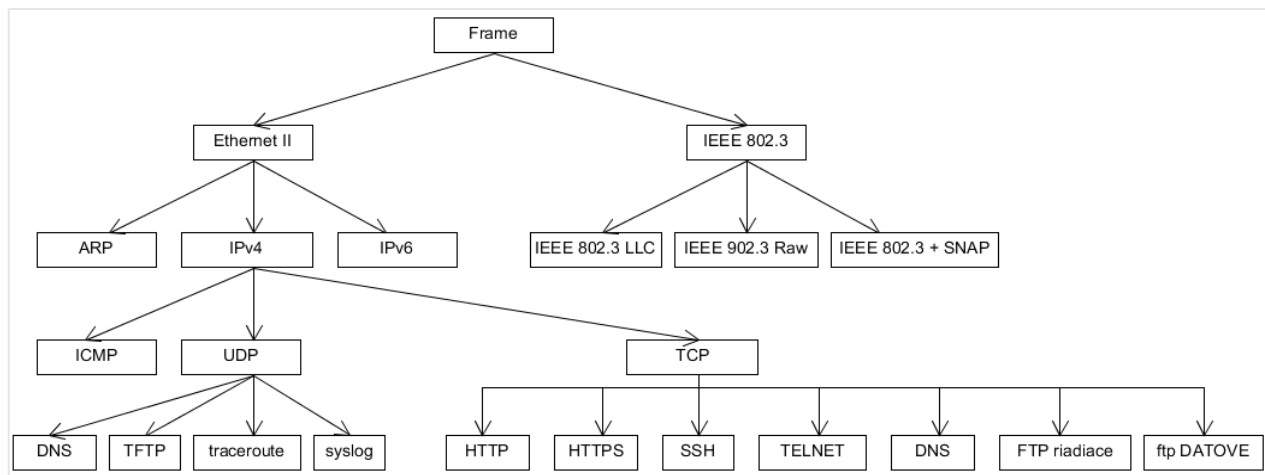 Frame
Ethernet II
IEEE 802.3
ARP
IPv4
IPv6
IEEE 802.3 LLC
IEEE 902.3 Raw
IEEE 802.3 + SNAP
ICMP
UDP
TCP
DNS
TFTP
traceroute
syslog
HTTP
HTTPS
SSH
TELNET
DNS
FTP riadiace
ftp DATOVE